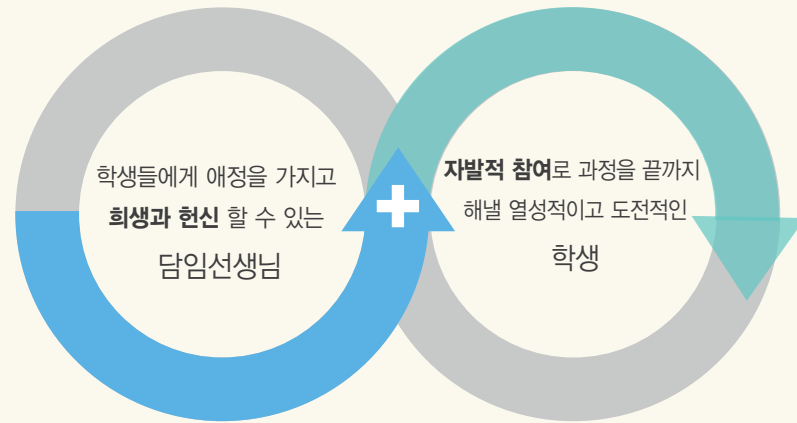 학생들에게 애정을 가지고
희생과 헌신 할 수 있는
담임선생님
자발적 참여로 과정을 끝까지
해낼 열성적이고 도전적인
학생